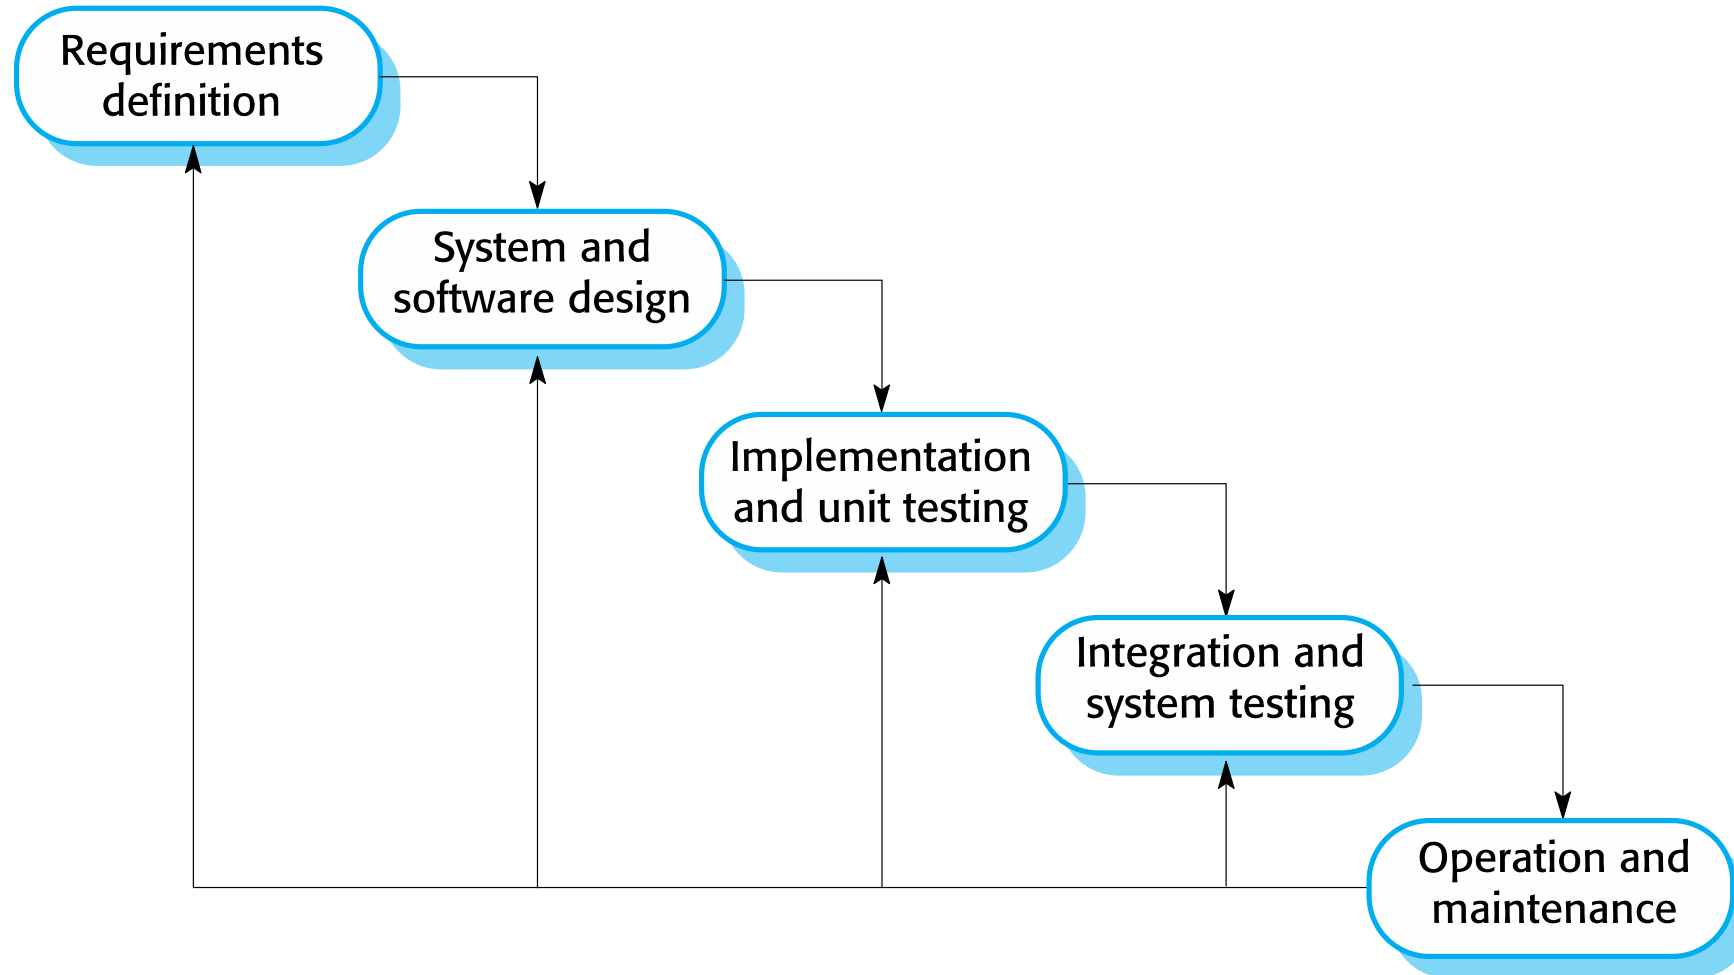 Requirements
definition
System and
software design
Implementation
and unit testing
Integration and
system testing
Operation and
maintenance